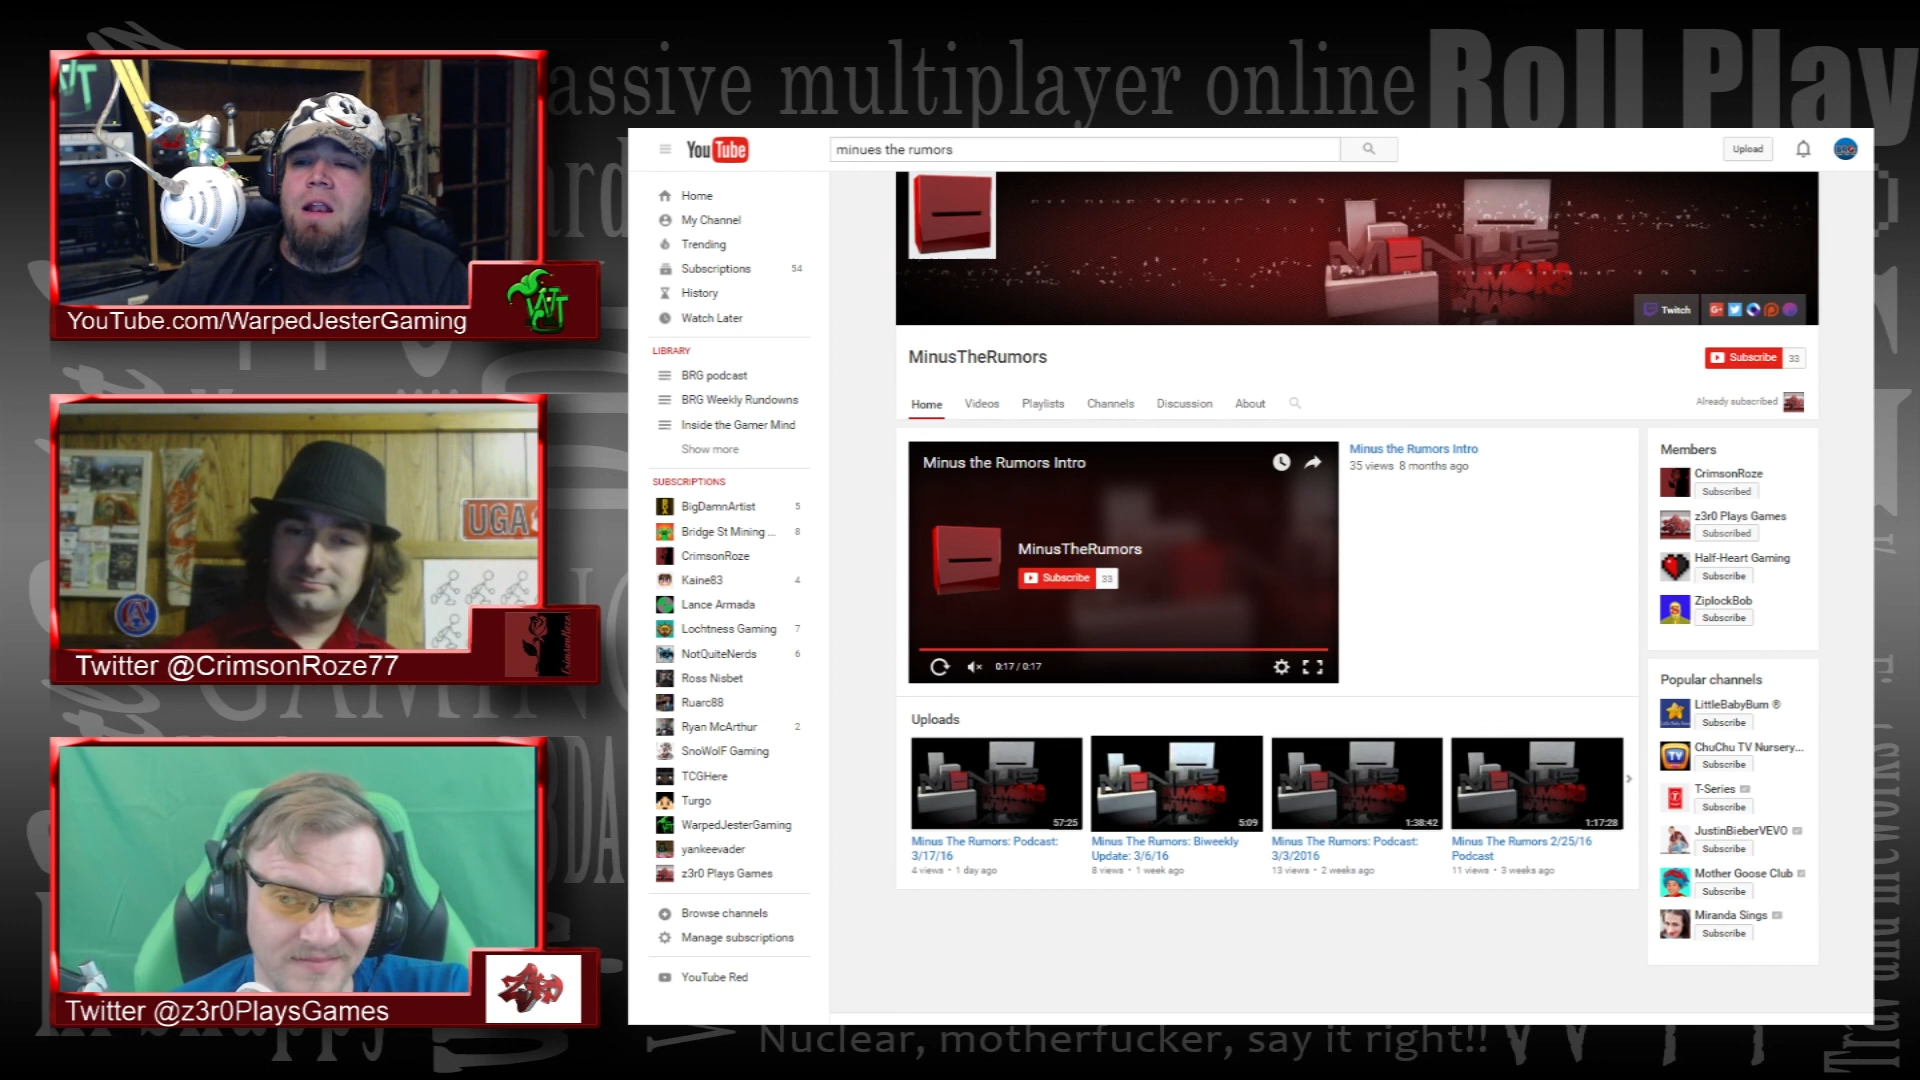 assive multiplayer online
Roll Play
YouTube.com/WarpedJesterGaming
UGA
Twitter @CrimsonRoze77
Twitter @z3r0PlaysGames
YouTube
minues the rumors
Upload
Home
My Channel
Trending
Subscriptions 54
History
Watch Later
LIBRARY
BRG podcast
BRG Weekly Rundowns
Inside the Gamer Mind
Show more
SUBSCRIPTIONS
BigDamnArtist 5
Bridge St Mining ... 8
CrimsonRoze
Kaine83 4
Lance Armada
Lochtness Gaming 7
NotQuiteNerds 6
Ross Nisbet
Ruarc88
Ryan McArthur 2
SnoWolF Gaming
TCGHere
Turgo
WarpedJesterGaming
yankeevader
z3r0 Plays Games
Browse channels
Manage subscriptions
YouTube Red
MINUS
RUMORS
Twitch
MinusTheRumors
Subscribe 33
Home Videos Playlists Channels Discussion About
Already subscribed
Minus the Rumors Intro
MinusTheRumors
Subscribe 33
0:17 / 0:17
Minus the Rumors Intro
35 views 8 months ago
Uploads
57:25
Minus The Rumors: Podcast:
3/17/16
4 views • 1 day ago
5:09
Minus The Rumors: Biweekly
Update: 3/6/16
8 views • 1 week ago
1:38:42
Minus The Rumors: Podcast:
3/3/2016
13 views • 2 weeks ago
1:17:28
Minus The Rumors 2/25/16
Podcast
11 views • 3 weeks ago
Members
CrimsonRoze
Subscribed
z3r0 Plays Games
Subscribed
Half-Heart Gaming
Subscribe
ZiplockBob
Subscribe
Popular channels
LittleBabyBum ®
Subscribe
ChuChu TV Nursery...
Subscribe
T-Series
Subscribe
JustinBieberVEVO
Subscribe
Mother Goose Club
Subscribe
Miranda Sings
Subscribe
Nuclear, motherfucker, say it right!!